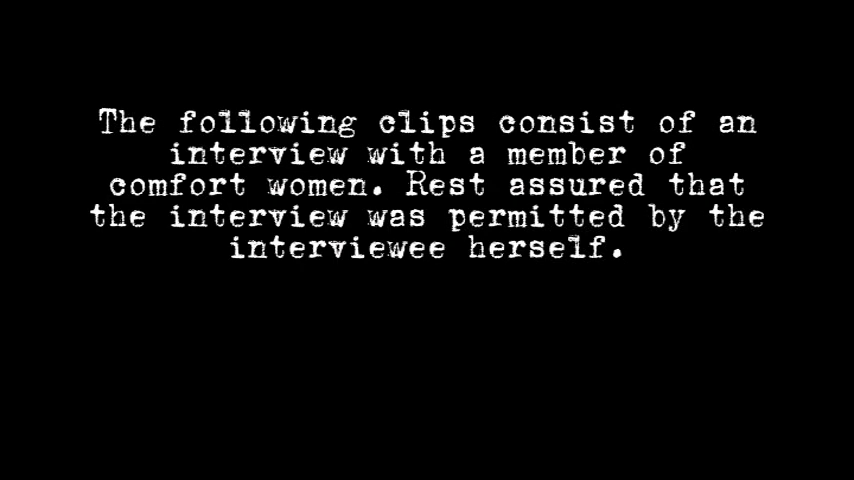 The following clips consist of an
interview with a member of
comfort women. Rest assured that
the interview was permitted by the
interviewee herself.